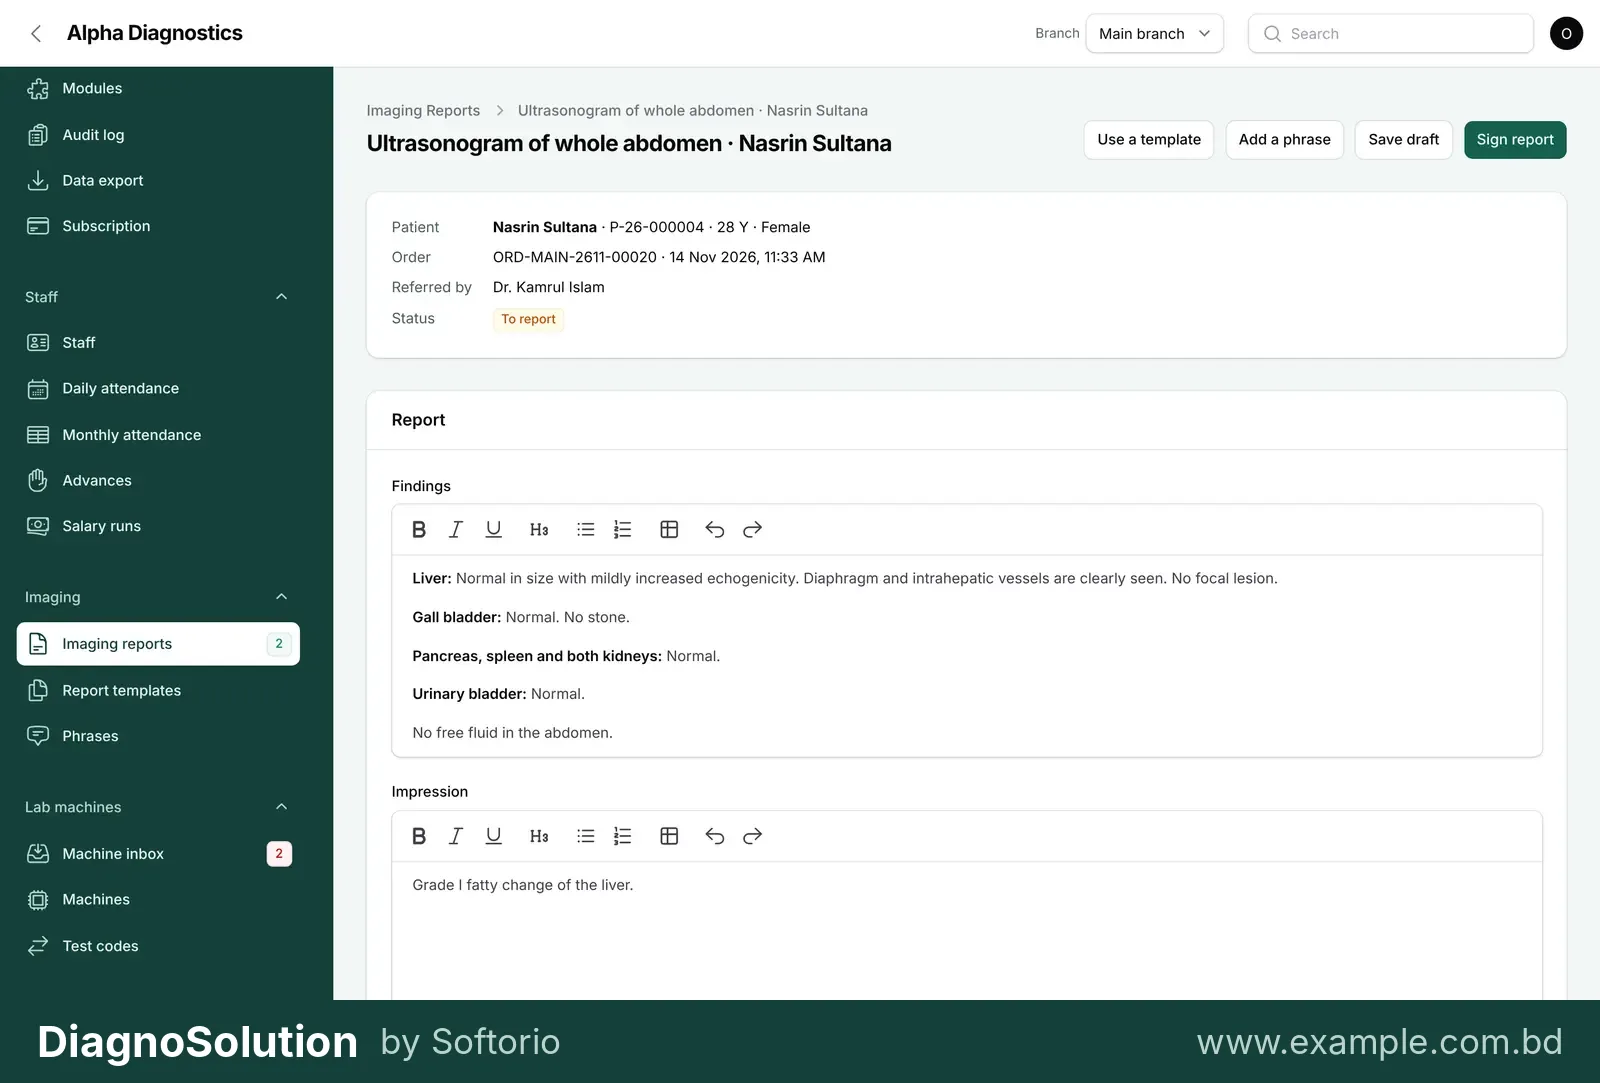 Alpha Diagnostics
Branch
Main branch
Search
O
Modules
Audit log
Data export
Subscription
Staff
Staff
Daily attendance
Monthly attendance
Advances
Salary runs
Imaging
Imaging reports
2
Report templates
Phrases
Lab machines
Machine inbox
2
Machines
Test codes
Imaging Reports
Ultrasonogram of whole abdomen · Nasrin Sultana
Ultrasonogram of whole abdomen · Nasrin Sultana
Use a template
Add a phrase
Save draft
Sign report
Patient
Nasrin Sultana · P-26-000004 · 28 Y · Female
Order
ORD-MAIN-2611-00020 · 14 Nov 2026, 11:33 AM
Referred by
Dr. Kamrul Islam
Status
To report
Report
Findings
B I U H3
Liver: Normal in size with mildly increased echogenicity. Diaphragm and intrahepatic vessels are clearly seen. No focal lesion.
Gall bladder: Normal. No stone.
Pancreas, spleen and both kidneys: Normal.
Urinary bladder: Normal.
No free fluid in the abdomen.
Impression
B I U H3
Grade I fatty change of the liver.
DiagnoSolution by Softorio
www.example.com.bd